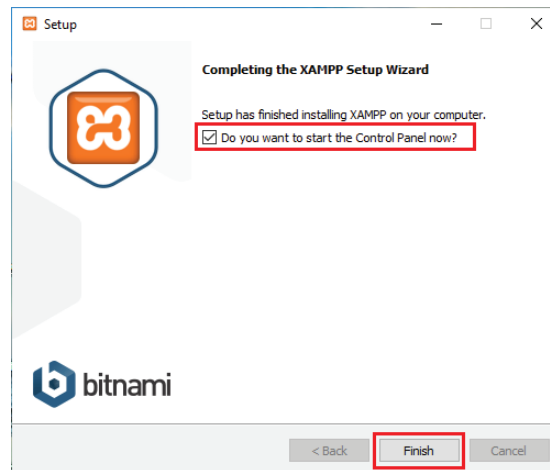 Setup
Completing the XAMPP Setup Wizard
Setup has finished installing XAMPP on your computer.
Do you want to start the Control Panel now?
bitnami
< Back
Finish
Cancel